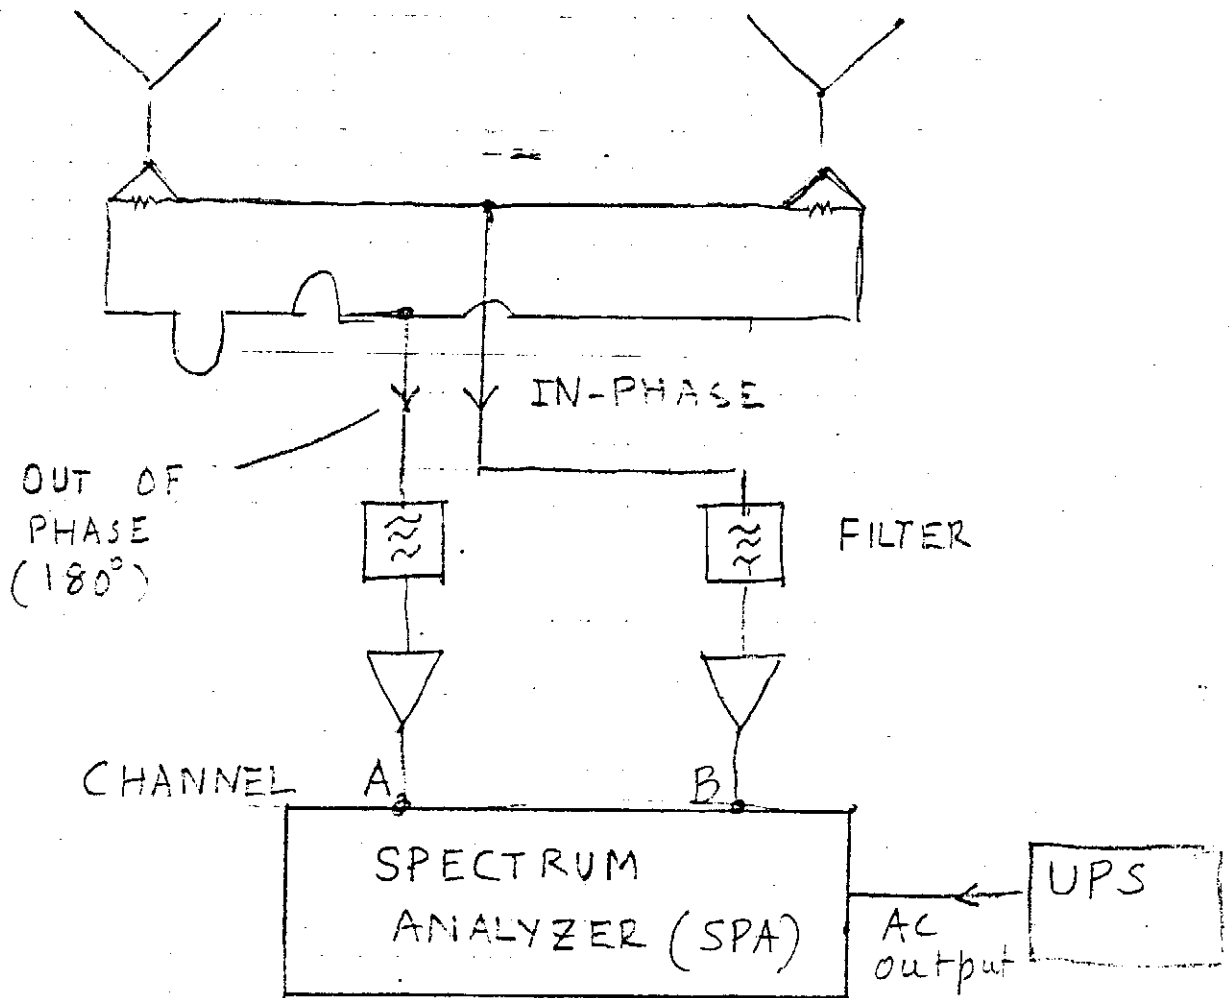 IN-PHASE
OUT OF
PHASE
(180°)
FILTER
CHANNEL A B
SPECTRUM
ANALYZER (SPA)
UPS
AC
output